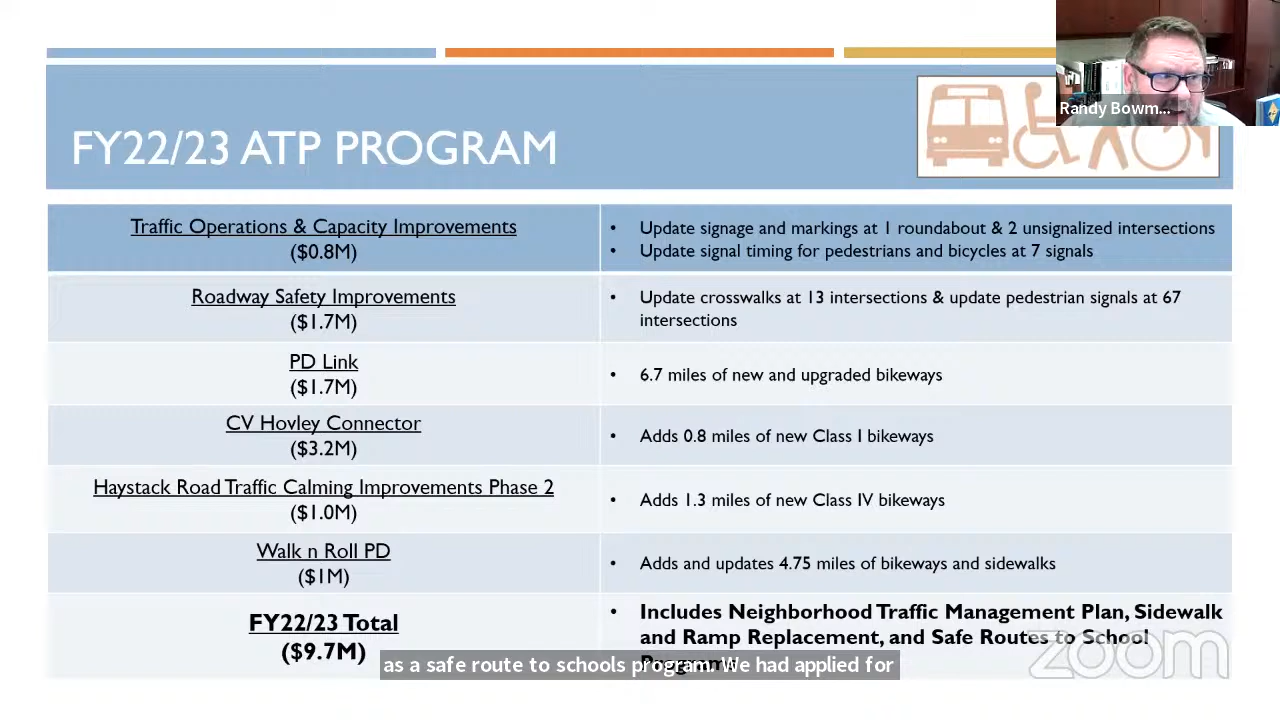 Randy Bowm...
FY22/23 ATP PROGRAM
Traffic Operations & Capacity Improvements
($0.8M)
• Update signage and markings at 1 roundabout & 2 unsignalized intersections
• Update signal timing for pedestrians and bicycles at 7 signals
Roadway Safety Improvements
($1.7M)
• Update crosswalks at 13 intersections & update pedestrian signals at 67
intersections
PD Link
($1.7M)
• 6.7 miles of new and upgraded bikeways
CV Hovley Connector
($3.2M)
• Adds 0.8 miles of new Class I bikeways
Haystack Road Traffic Calming Improvements Phase 2
($1.0M)
• Adds 1.3 miles of new Class IV bikeways
Walk n Roll PD
($1M)
• Adds and updates 4.75 miles of bikeways and sidewalks
FY22/23 Total
($9.7M)
• Includes Neighborhood Traffic Management Plan, Sidewalk
and Ramp Replacement, and Safe Routes to School
as a safe route to schools program. We had applied for
zoom